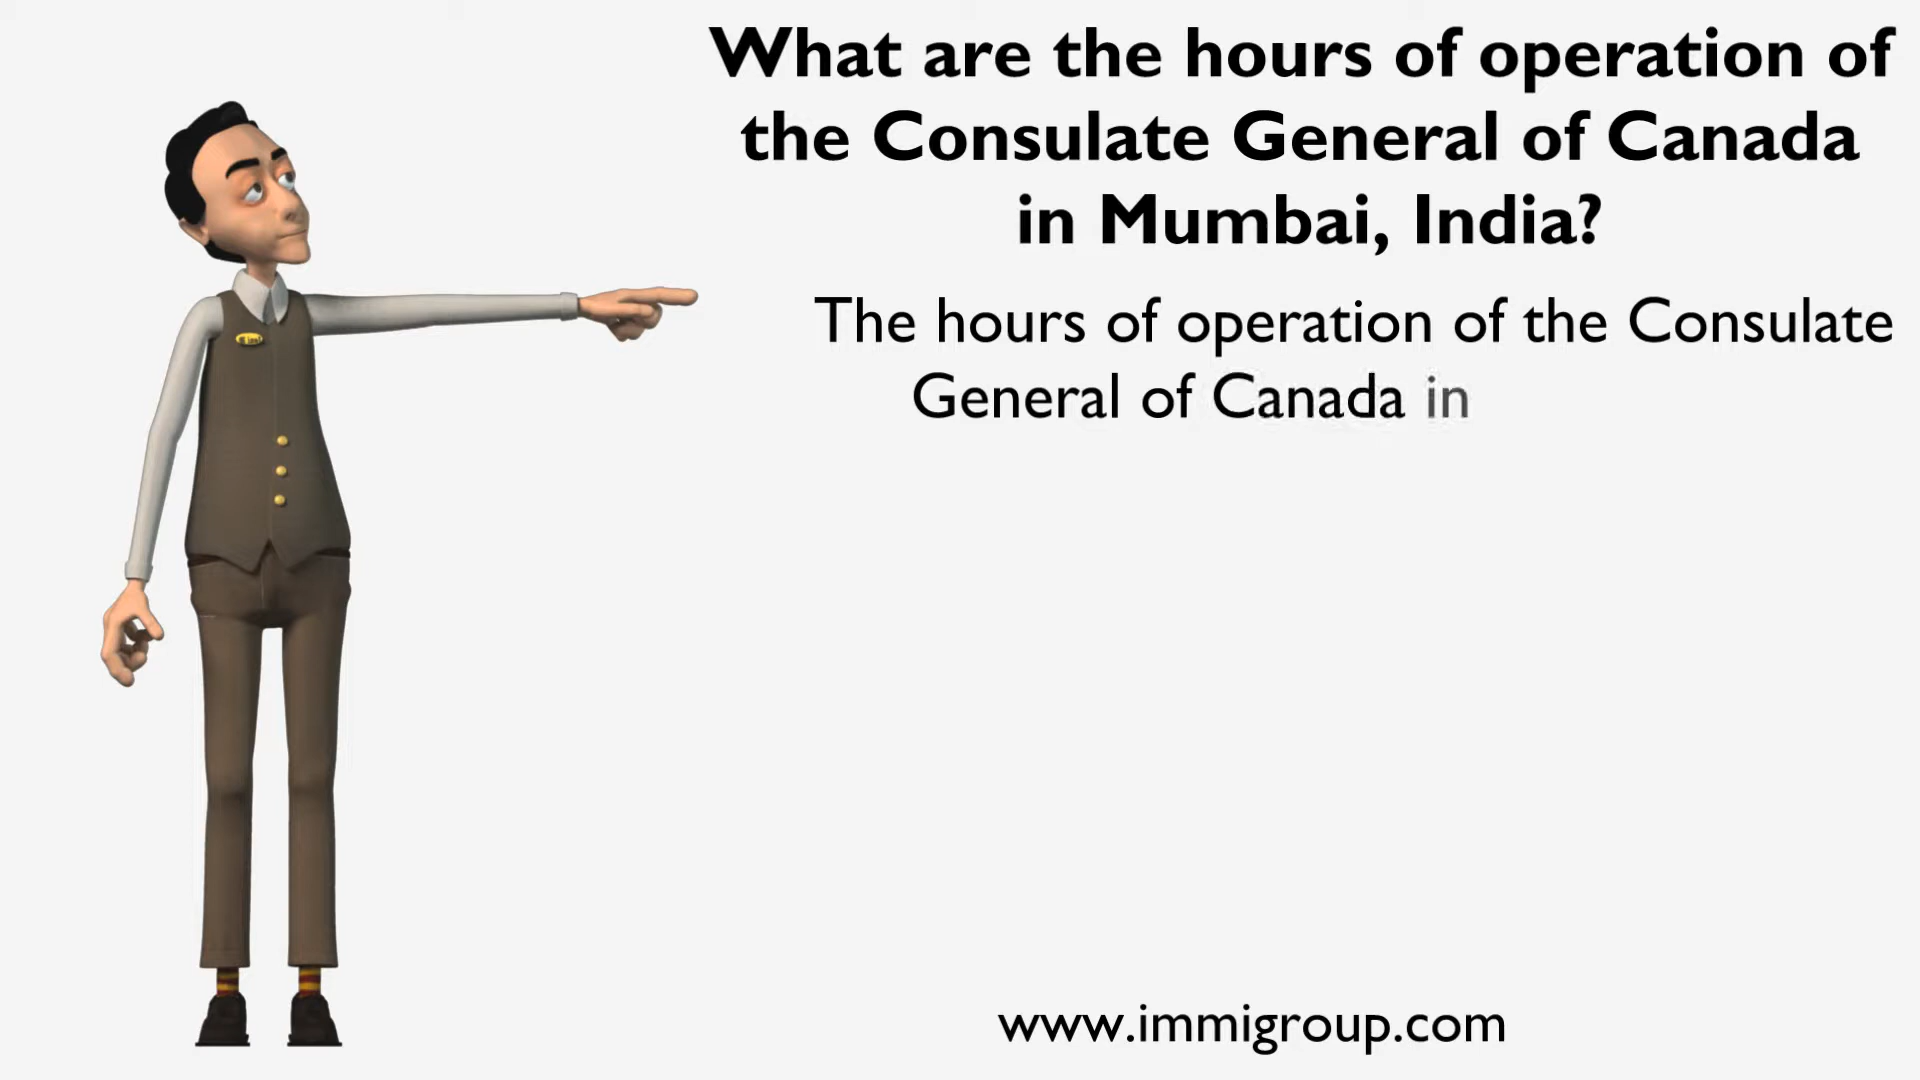 What are the hours of operation of
the Consulate General of Canada
in Mumbai, India?
The hours of operation of the Consulate
General of Canada in
www.immigroup.com